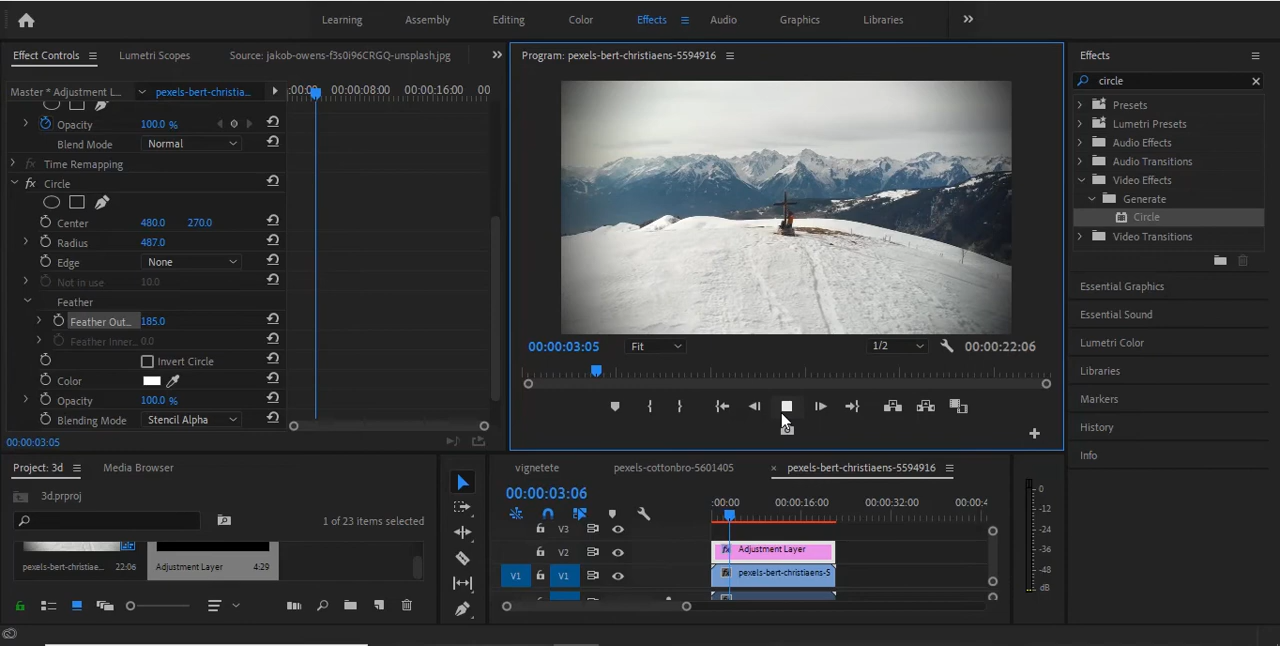 Learning Assembly Editing Color Effects Audio Graphics Libraries
Effect Controls Lumetri Scopes Source: jakob-owens-f3s0i96CRGQ-unsplash.jpg
Master * Adjustment L... pexels-bert-christia...
:00:00 00:00:08:00 00:00:16:00 00
Opacity 100.0 %
Blend Mode Normal
fx Time Remapping
fx Circle
Center 480.0 270.0
Radius 487.0
Edge None
Not in use 10.0
Feather
Feather Out... 185.0
Feather Inner... 0.0
Invert Circle
Color
Opacity 100.0 %
Blending Mode Stencil Alpha
00:00:03:05
Program: pexels-bert-christiaens-5594916
00:00:03:05 Fit 1/2 00:00:22:06
Effects
circle
Presets
Lumetri Presets
Audio Effects
Audio Transitions
Video Effects
Generate
Circle
Video Transitions
Essential Graphics
Essential Sound
Lumetri Color
Libraries
Markers
History
Info
Project: 3d Media Browser
3d.prproj
1 of 23 items selected
pexels-bert-christiae... 22:06
Adjustment Layer 4:29
vignetete pexels-cottonbro-5601405 × pexels-bert-christiaens-5594916
00:00:03:06
:00:00 00:00:16:00 00:00:32:00 00:00:4
V3
V2 fx Adjustment Layer
V1 V1 fx pexels-bert-christiaens-5
0
-12
-24
-36
-48
dB